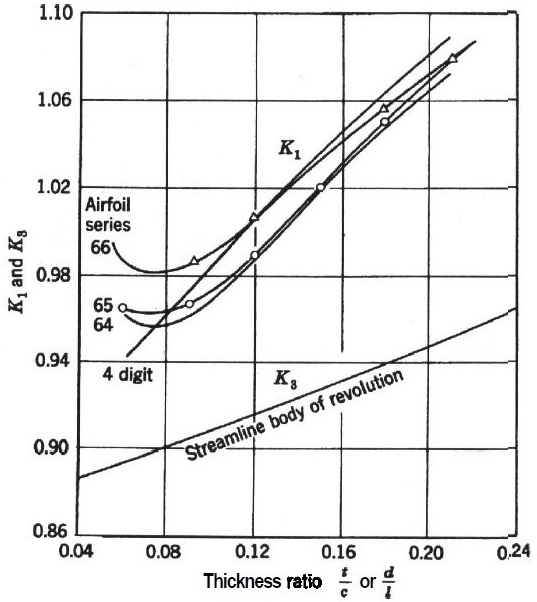 1.10
1.06
1.02
0.98
0.94
0.90
0.86
K₁ and K₃
K₁
Airfoil
series
66
65
64
4 digit
K₃
Streamline body of revolution
0.04 0.08 0.12 0.16 0.20 0.24
Thickness ratio t/c or d/l